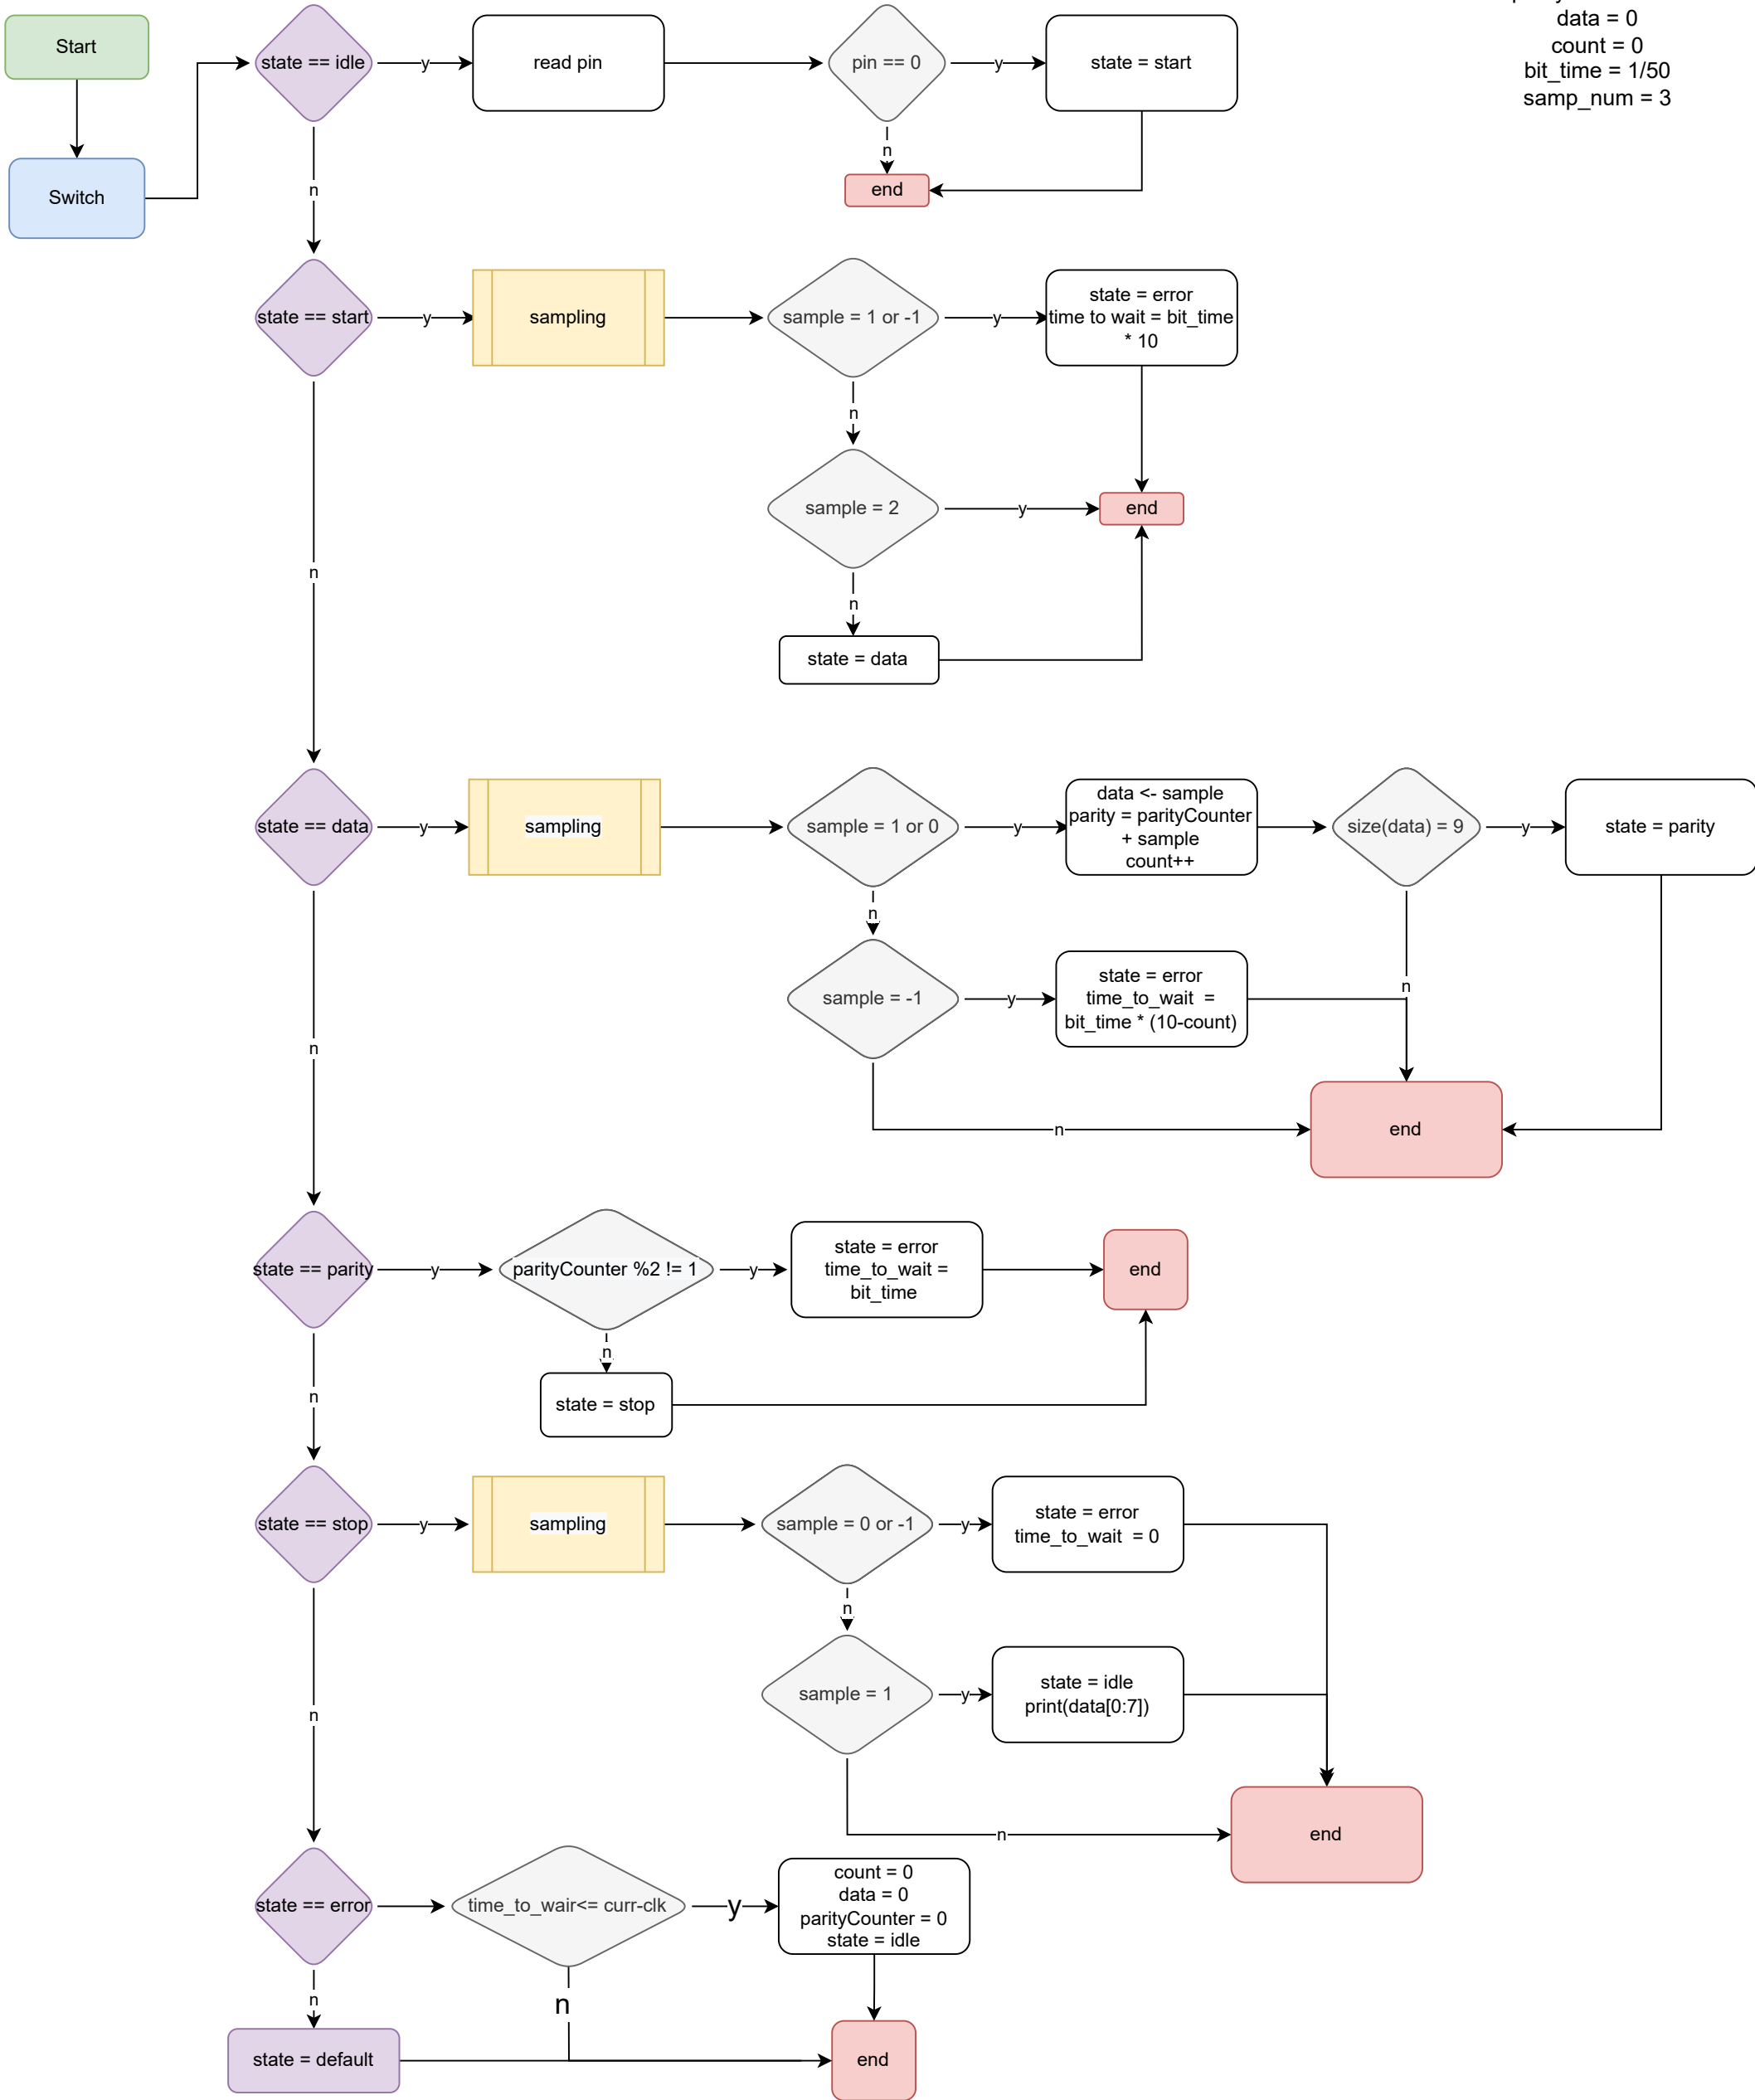 data = 0
count = 0
bit_time = 1/50
samp_num = 3
Start
Switch
state == idle
y
read pin
pin == 0
y
state = start
n
end
n
state == start
y
sampling
sample = 1 or -1
y
state = error
time to wait = bit_time
* 10
n
sample = 2
y
end
n
state = data
n
state == data
y
sampling
sample = 1 or 0
y
data <- sample
parity = parityCounter
+ sample
count++
size(data) = 9
y
state = parity
n
sample = -1
y
state = error
time_to_wait =
bit_time * (10-count)
n
n
end
n
state == parity
y
parityCounter %2 != 1
y
state = error
time_to_wait =
bit_time
end
n
state = stop
n
state == stop
y
sampling
sample = 0 or -1
y
state = error
time_to_wait = 0
n
sample = 1
y
state = idle
print(data[0:7])
n
end
n
state == error
time_to_wair<= curr-clk
y
count = 0
data = 0
parityCounter = 0
state = idle
n
n
state = default
end